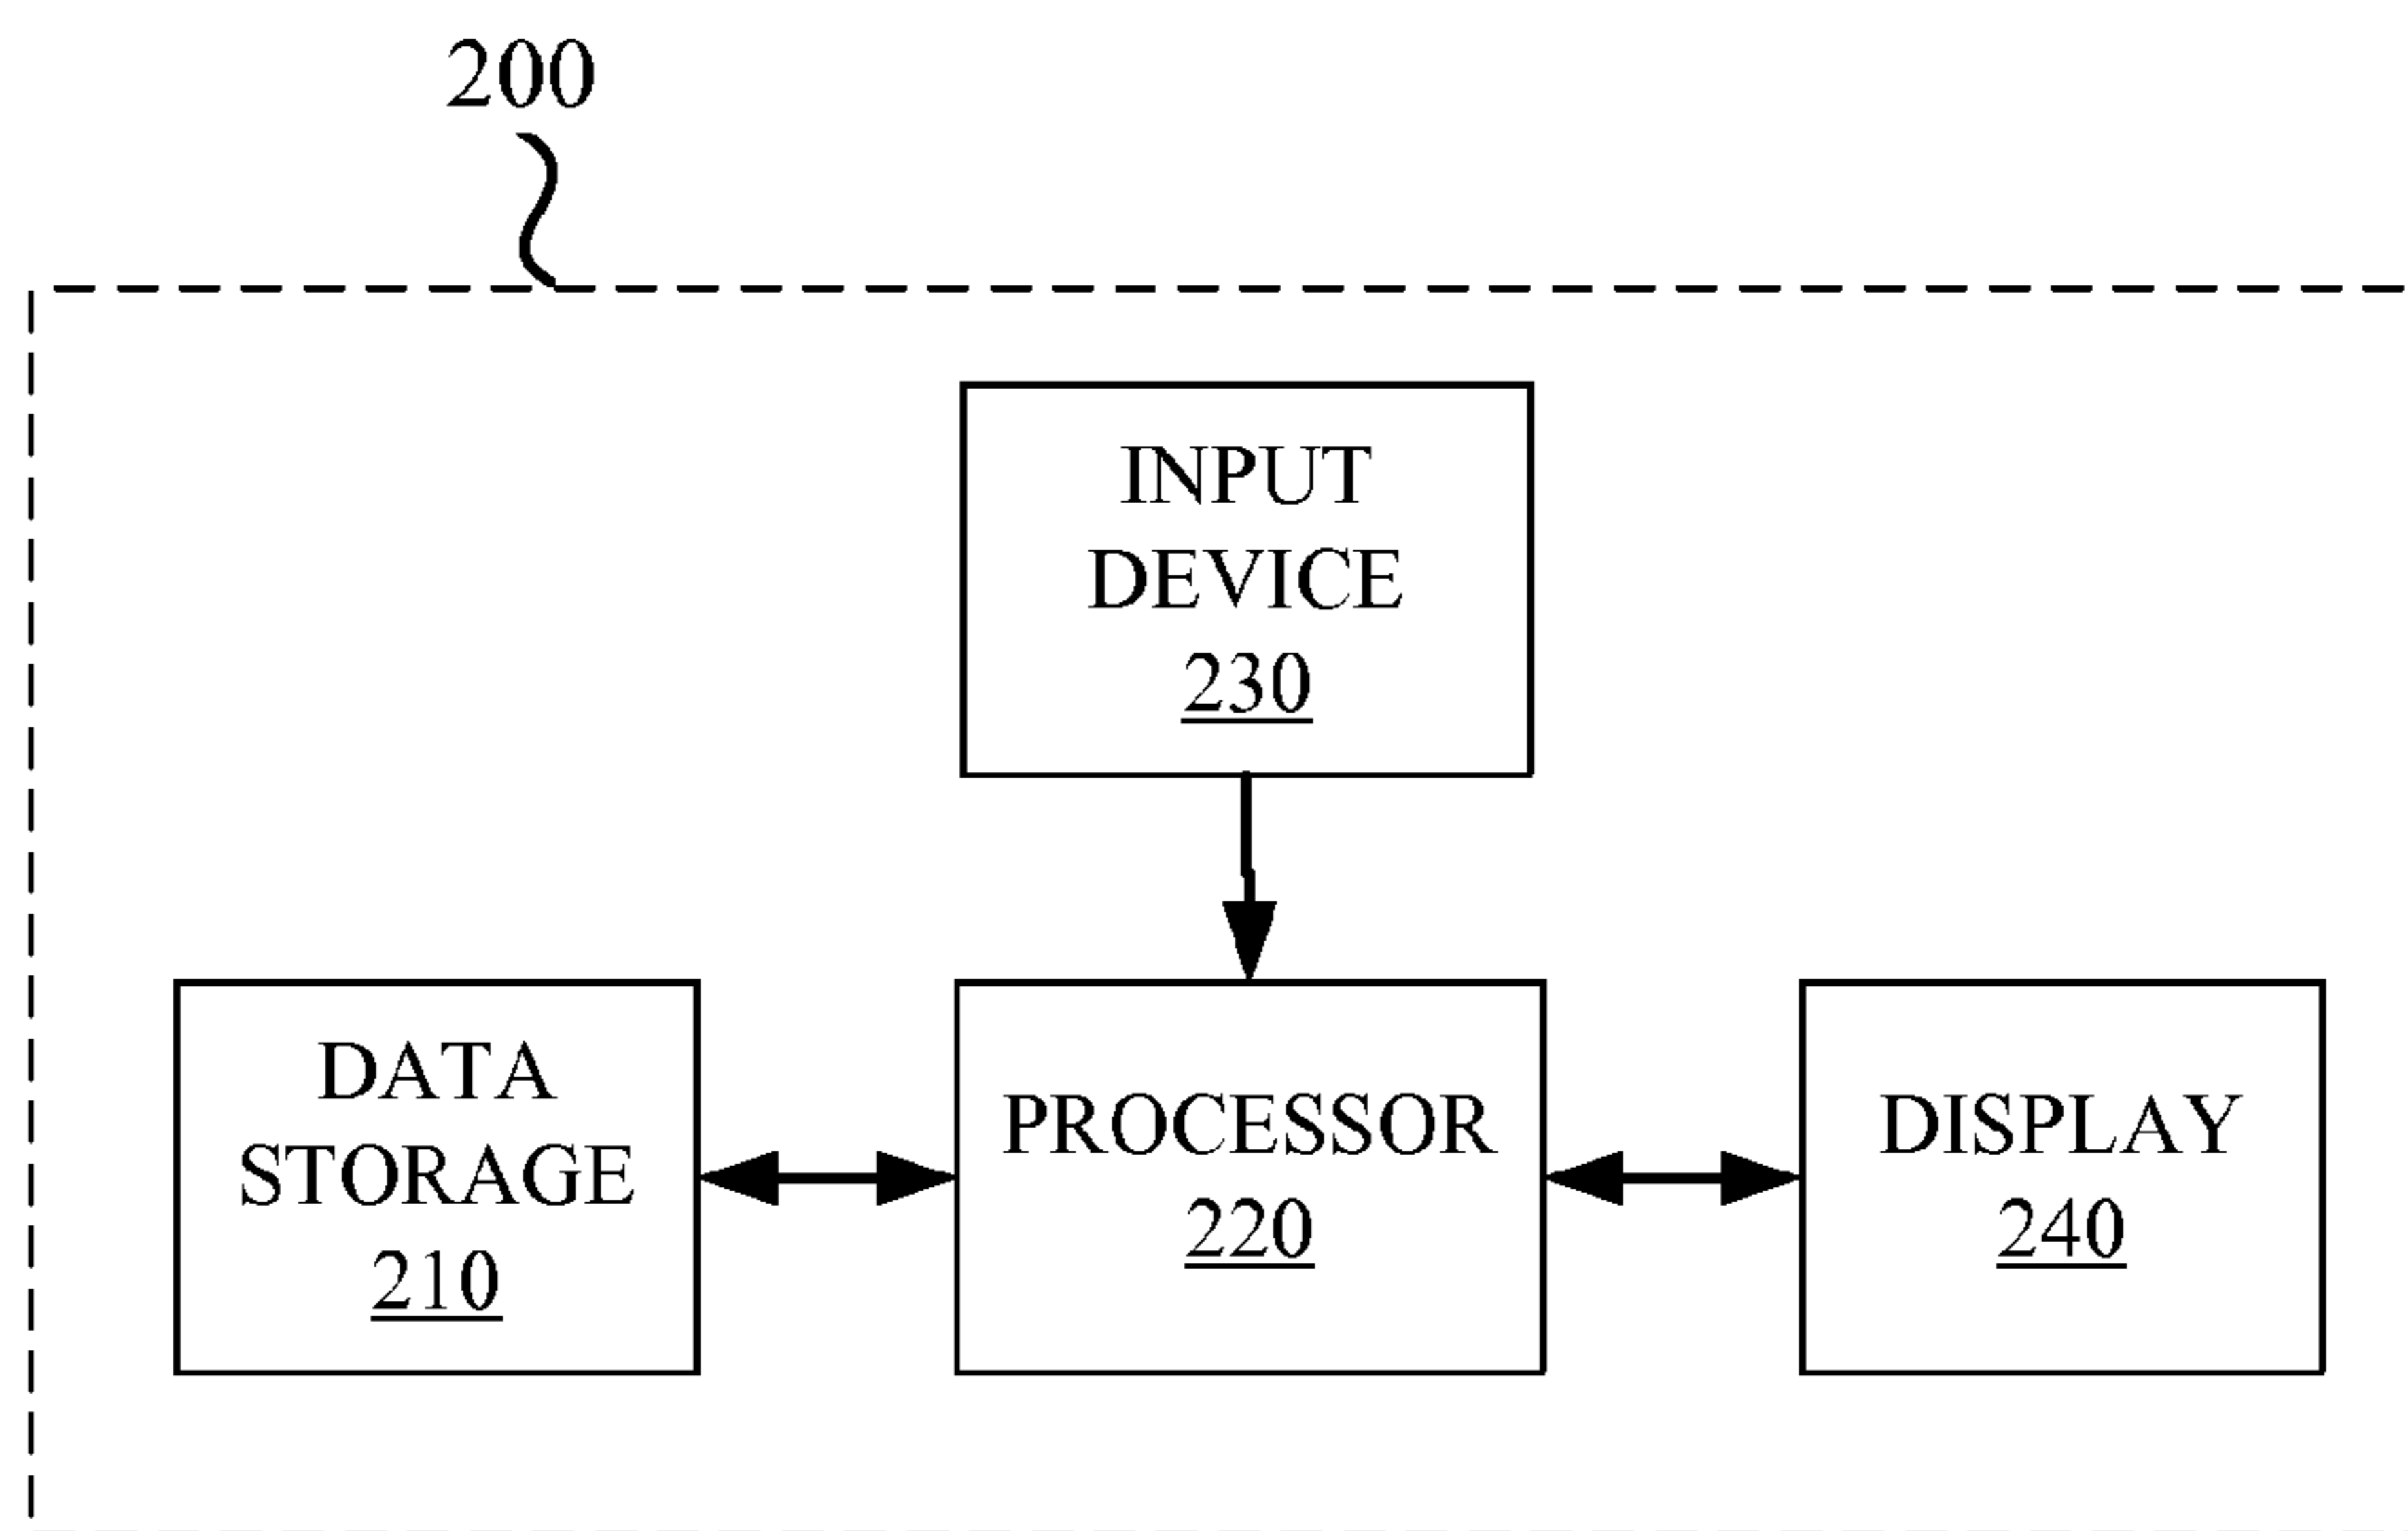 200
INPUT
DEVICE
230
DATA
STORAGE
210
PROCESSOR
220
DISPLAY
240